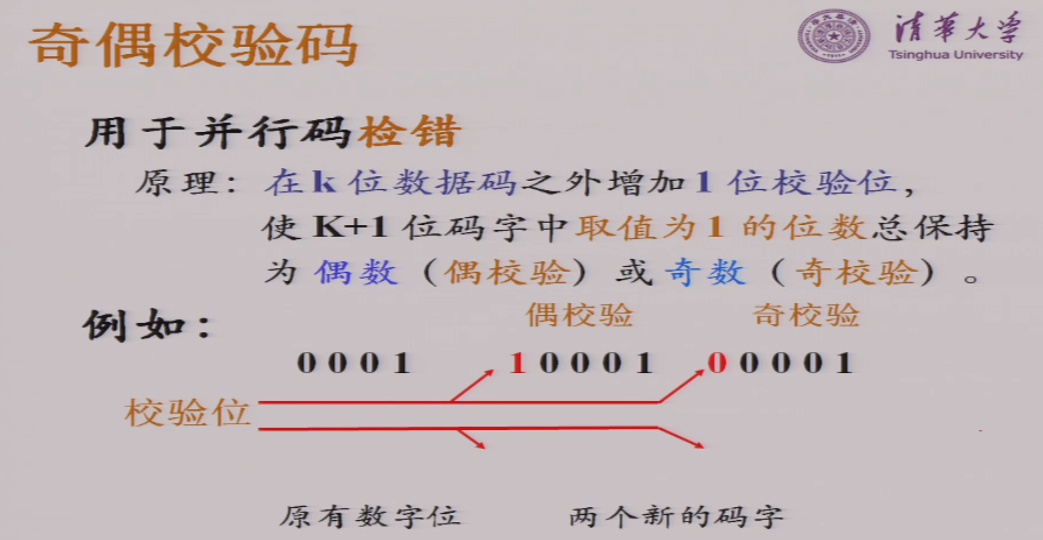 奇偶校验码
清华大学
Tsinghua University
用于并行码检错
原理：在k位数据码之外增加1位校验位，
使K+1位码字中取值为1的位数总保持
为偶数（偶校验）或奇数（奇校验）。
例如：
偶校验 奇校验
0001 10001 00001
校验位
原有数字位 两个新的码字